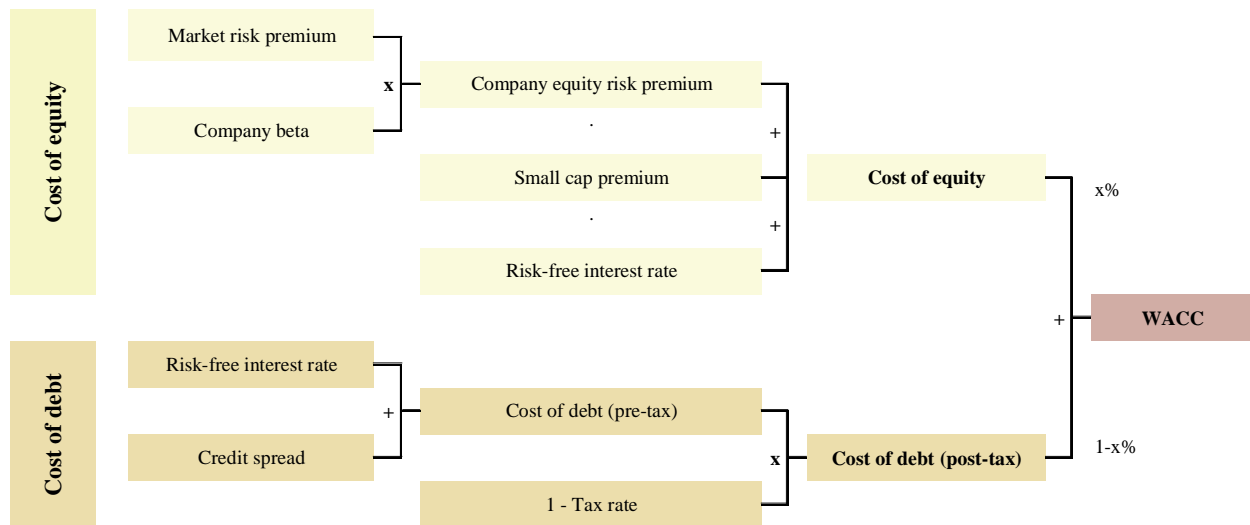 Cost of equity
Market risk premium
x
Company beta
Company equity risk premium
.
+
Small cap premium
.
+
Risk-free interest rate
Cost of equity
x%
+
WACC
Cost of debt
Risk-free interest rate
+
Credit spread
Cost of debt (pre-tax)
x
1 - Tax rate
Cost of debt (post-tax)
1-x%